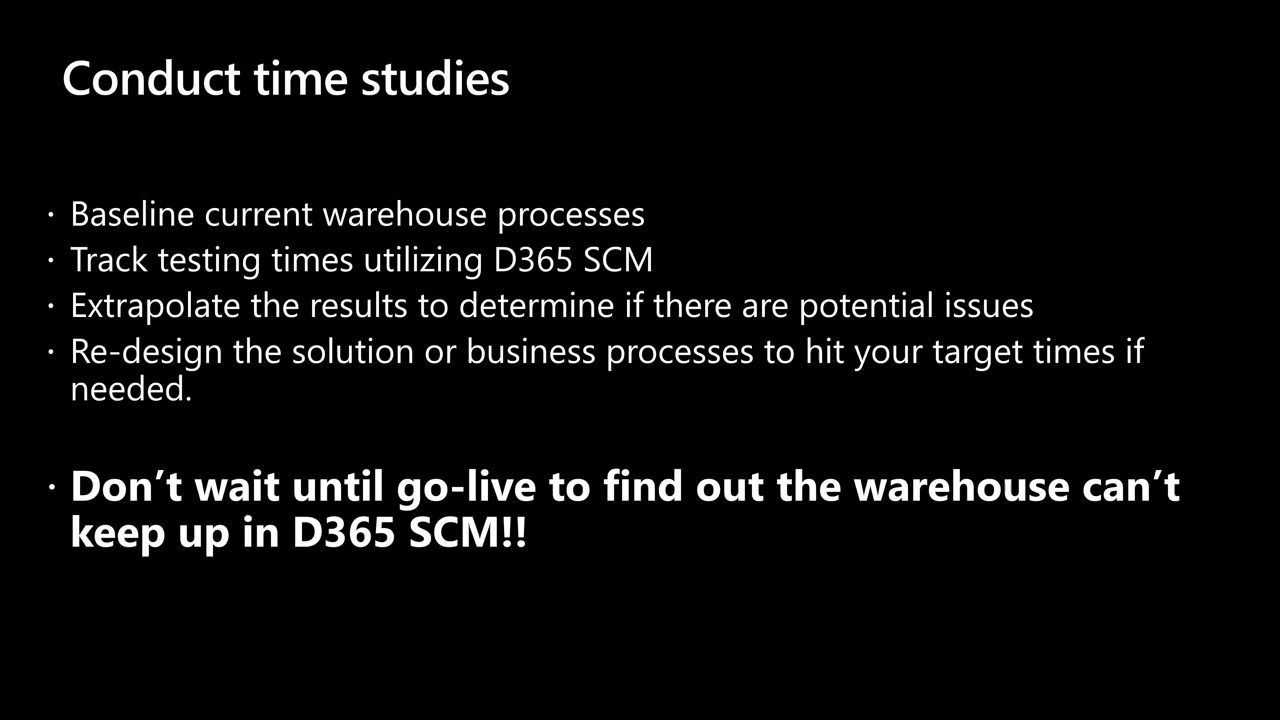 Conduct time studies
· Baseline current warehouse processes
· Track testing times utilizing D365 SCM
· Extrapolate the results to determine if there are potential issues
· Re-design the solution or business processes to hit your target times if
needed.
· Don’t wait until go-live to find out the warehouse can’t
keep up in D365 SCM!!